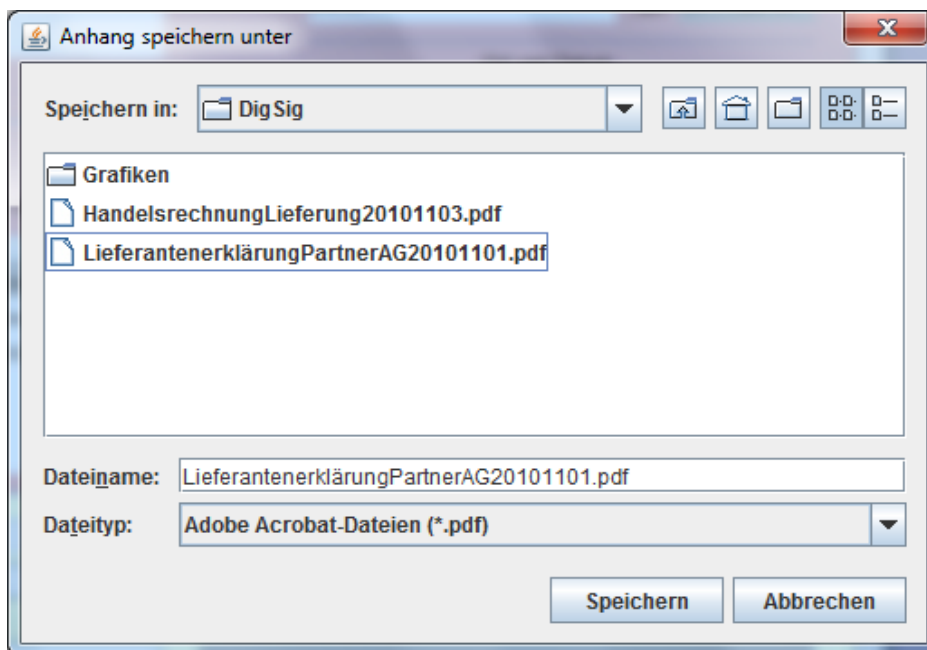 Anhang speichern unter
Speichern in: DigSig
Grafiken
HandelsrechnungLieferung20101103.pdf
LieferantenerklärungPartnerAG20101101.pdf
Dateiname: LieferantenerklärungPartnerAG20101101.pdf
Dateityp: Adobe Acrobat-Dateien (*.pdf)
Speichern Abbrechen